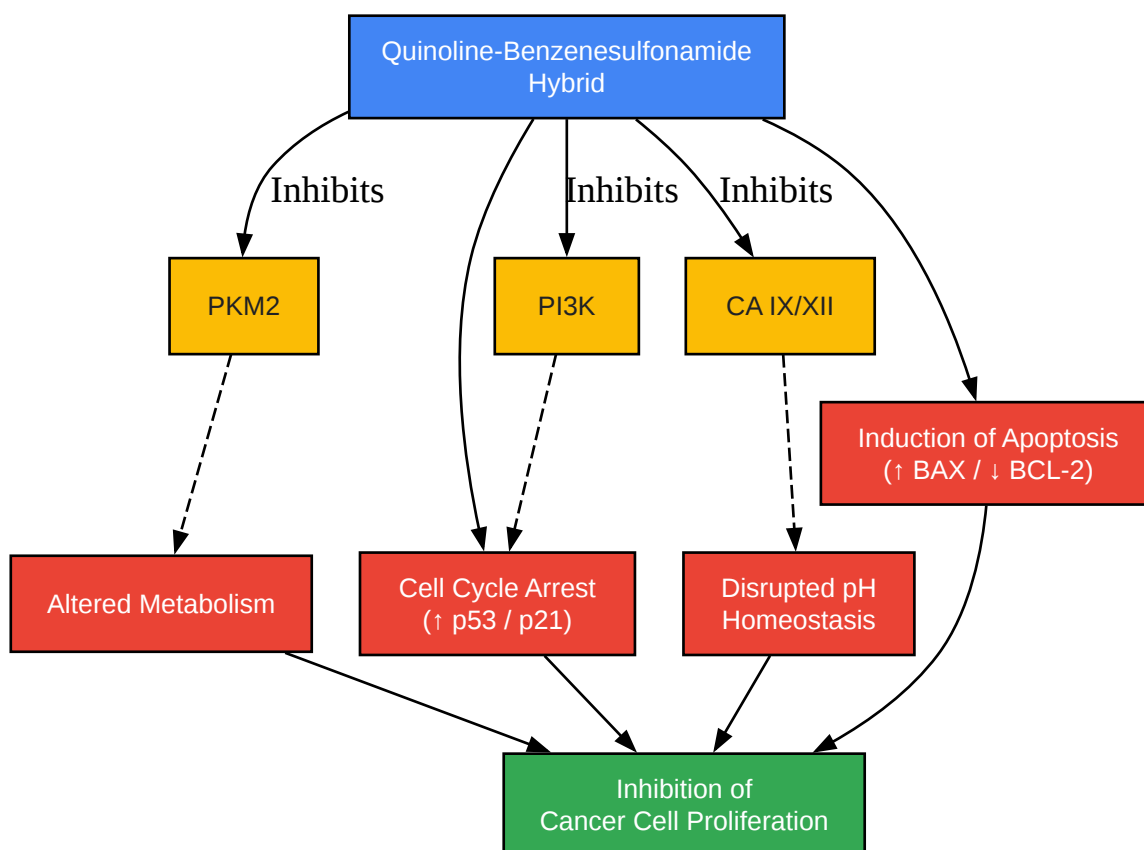 Quinoline-Benzenesulfonamide
Hybrid
Inhibits
Inhibits
Inhibits
PKM2
PI3K
CA IX/XII
Induction of Apoptosis
(↑ BAX / ↓ BCL-2)
Altered Metabolism
Cell Cycle Arrest
(↑ p53 / p21)
Disrupted pH
Homeostasis
Inhibition of
Cancer Cell Proliferation